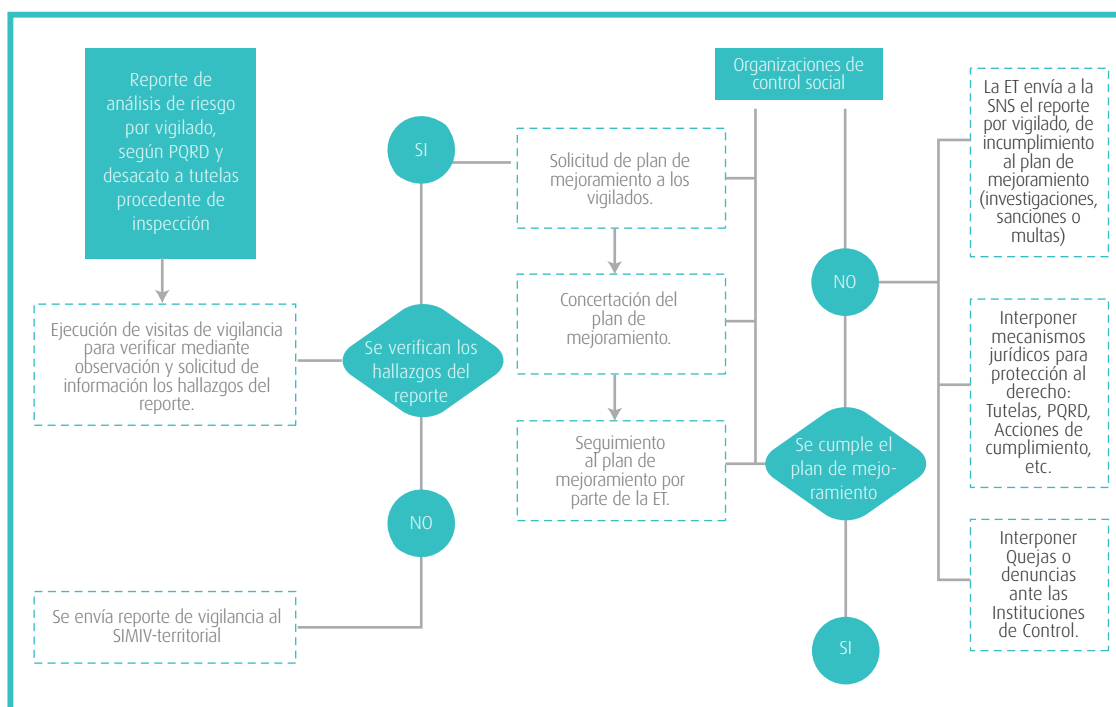 Reporte de
análisis de riesgo
por vigilado,
según PQRD y
desacato a tutelas
procedente de
inspección
Ejecución de visitas de vigilancia
para verificar mediante
observación y solicitud de
información los hallazgos del
reporte.
Se verifican los
hallazgos del
reporte
SI
NO
Se envía reporte de vigilancia al
SIMIV-territorial
Solicitud de plan de
mejoramiento a los
vigilados.
Concertación del
plan de
mejoramiento.
Seguimiento
al plan de
mejoramiento por
parte de la ET.
Organizaciones de
control social
NO
Se cumple el
plan de mejo-
ramiento
SI
La ET envía a la
SNS el reporte
por vigilado, de
incumplimiento
al plan de
mejoramiento
(investigaciones,
sanciones o
multas)
Interponer
mecanismos
jurídicos para
protección al
derecho:
Tutelas, PQRD,
Acciones de
cumplimiento,
etc.
Interponer
Quejas o
denuncias
ante las
Instituciones
de Control.